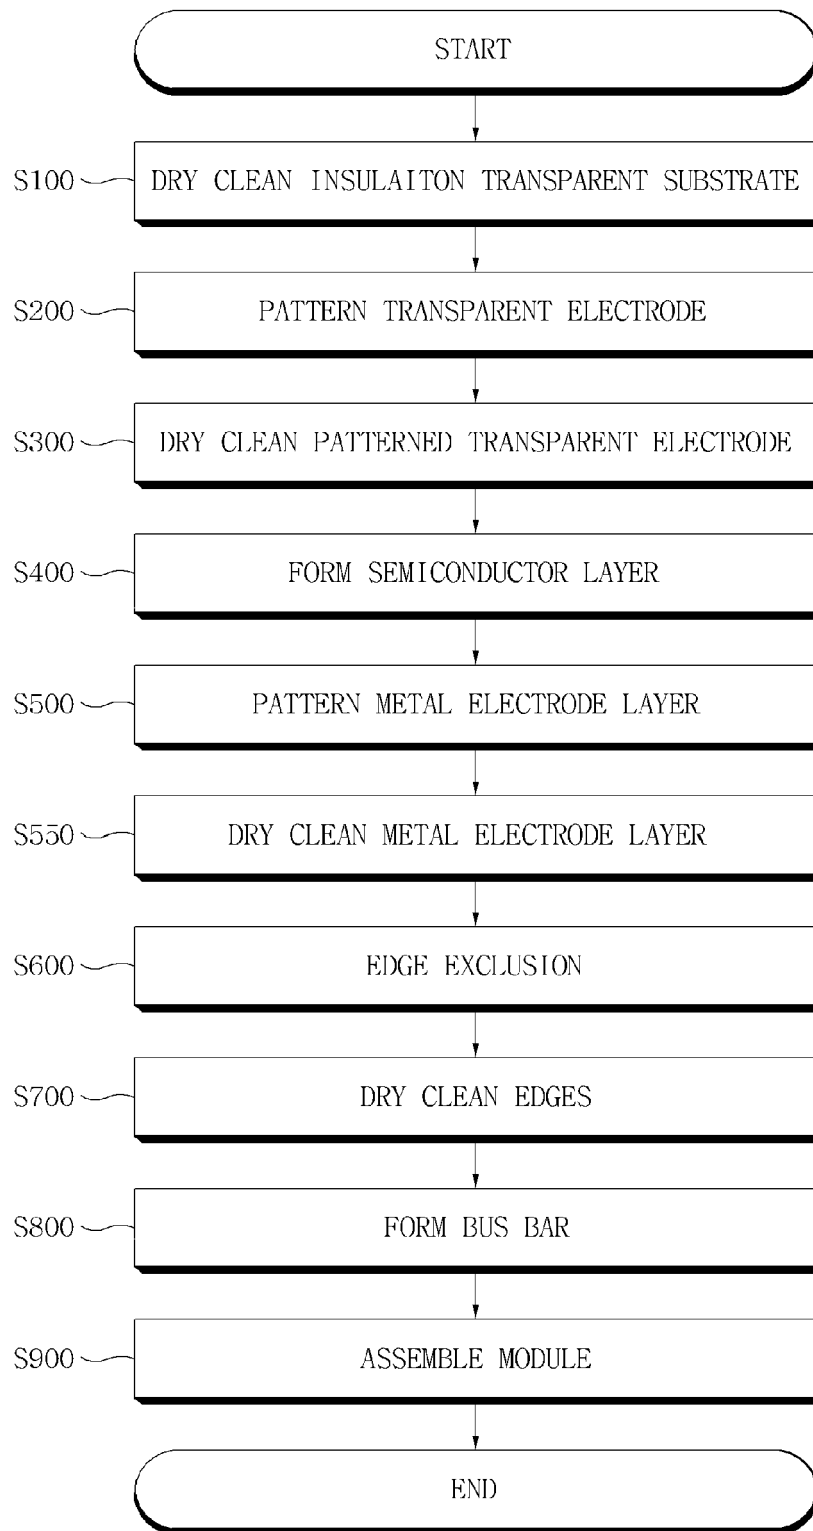 START
S100 DRY CLEAN INSULAITON TRANSPARENT SUBSTRATE
S200 PATTERN TRANSPARENT ELECTRODE
S300 DRY CLEAN PATTERNED TRANSPARENT ELECTRODE
S400 FORM SEMICONDUCTOR LAYER
S500 PATTERN METAL ELECTRODE LAYER
S550 DRY CLEAN METAL ELECTRODE LAYER
S600 EDGE EXCLUSION
S700 DRY CLEAN EDGES
S800 FORM BUS BAR
S900 ASSEMBLE MODULE
END